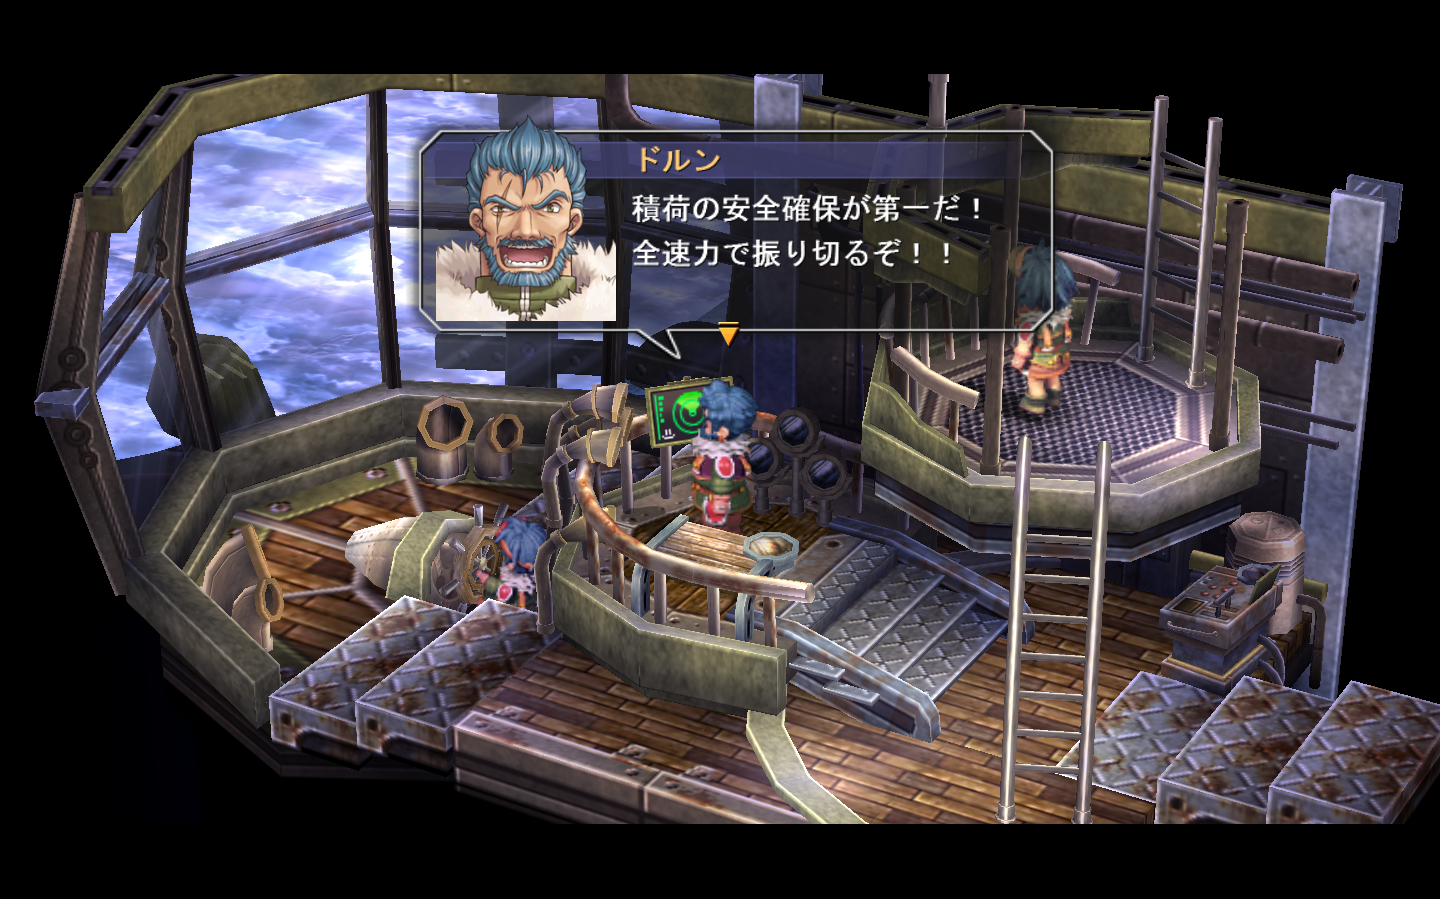 ドルン
積荷の安全確保が第一だ！
全速力で振り切るぞ！！